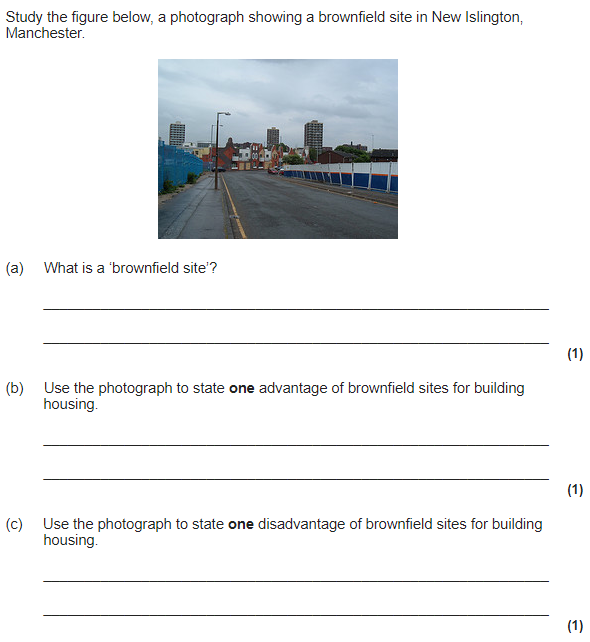 Study the figure below, a photograph showing a brownfield site in New Islington,
Manchester.
(a) What is a ‘brownfield site’?
(1)
(b) Use the photograph to state one advantage of brownfield sites for building
housing.
(1)
(c) Use the photograph to state one disadvantage of brownfield sites for building
housing.
(1)